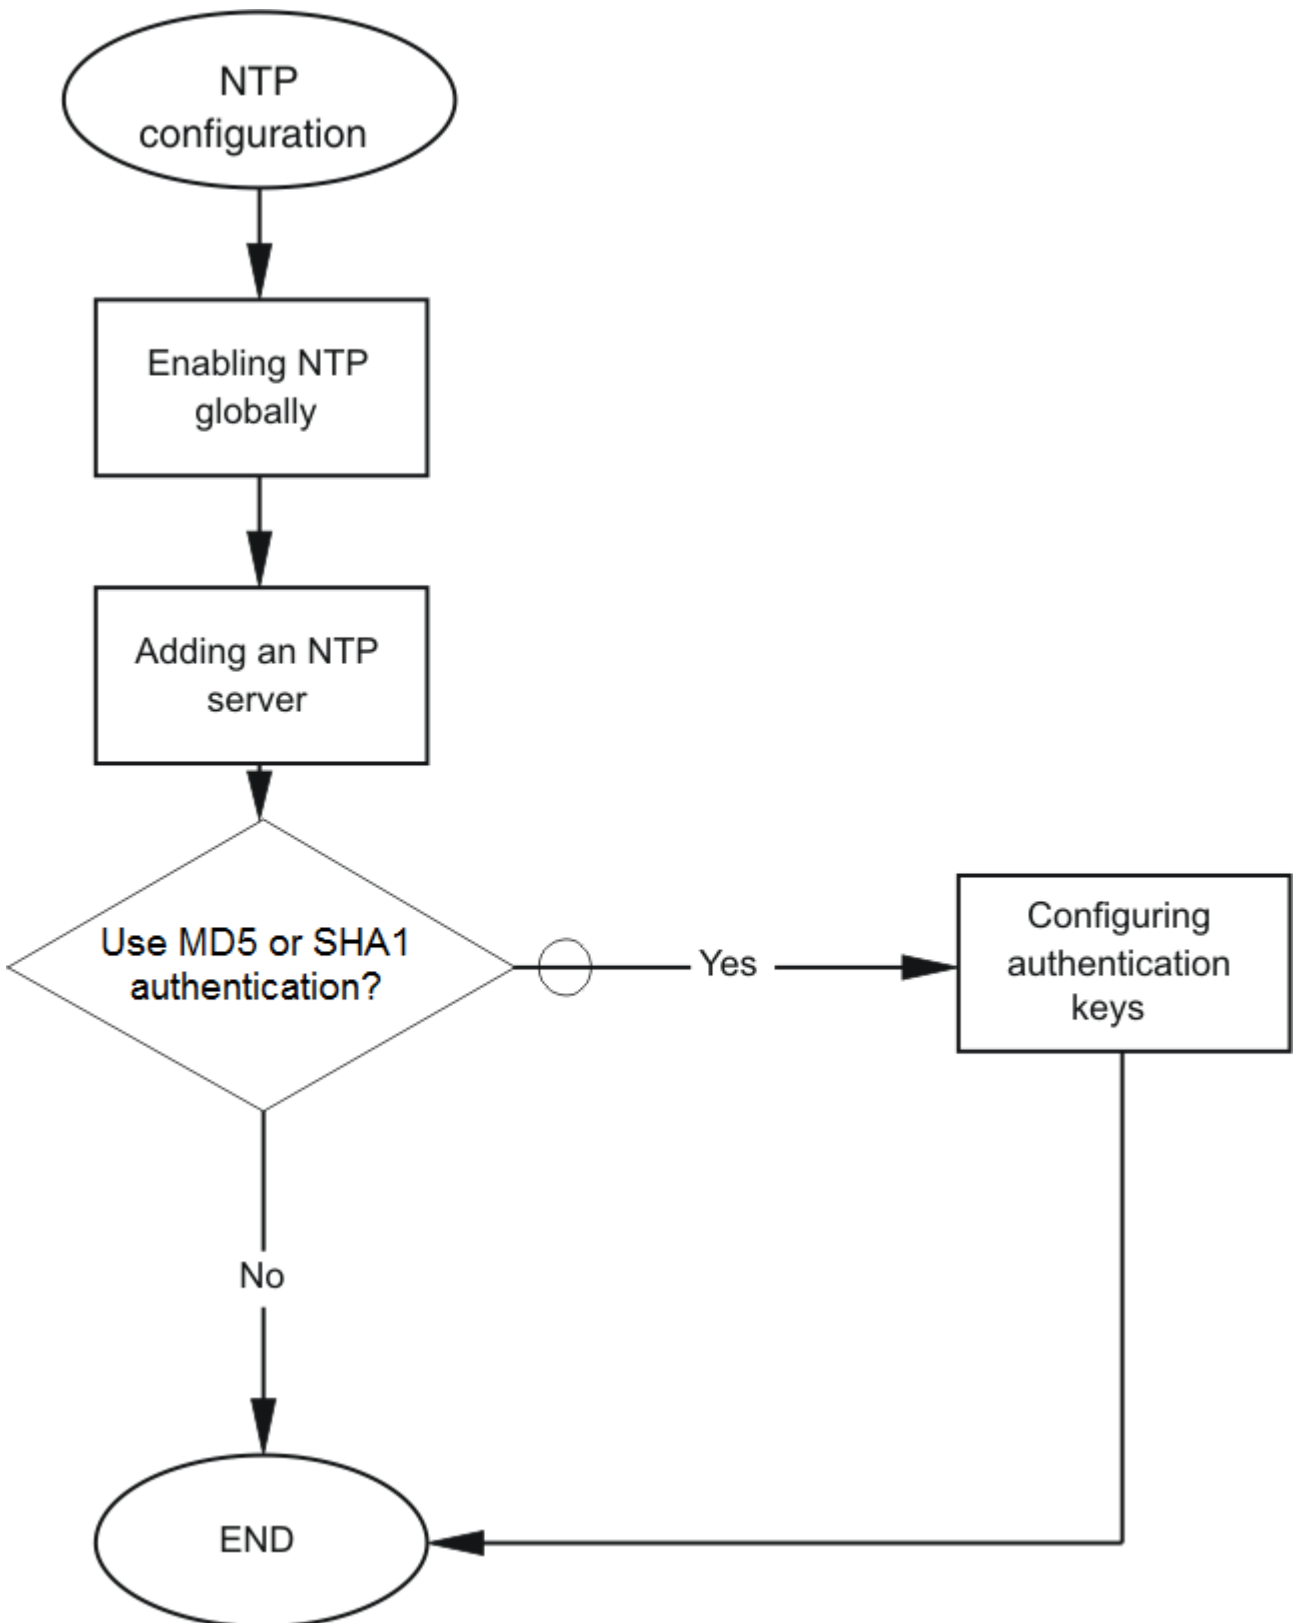 NTP
configuration
Enabling NTP
globally
Adding an NTP
server
Use MD5 or SHA1
authentication?
Yes
Configuring
authentication
keys
No
END